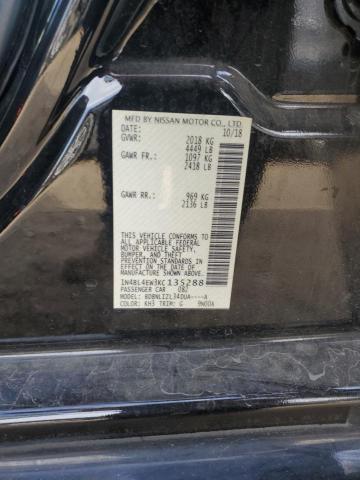 MFD BY NISSAN MOTOR CO., LTD.
DATE: 10/18
GVWR: 2018 KG
4449 LB
GAWR FR.: 1097 KG
2418 LB
GAWR RR.: 969 KG
2136 LB
THIS VEHICLE CONFORMS TO
ALL APPLICABLE FEDERAL
MOTOR VEHICLE SAFETY,
BUMPER, AND THEFT
PREVENTION STANDARDS IN
EFFECT ON THE DATE OF
MANUFACTURE SHOWN ABOVE.
1N4BL4EW3KC135288
PASSENGER CAR 082
MODEL: BDBNLIZL34DUA----A
COLOR: KH3 TRIM: G 9N00A